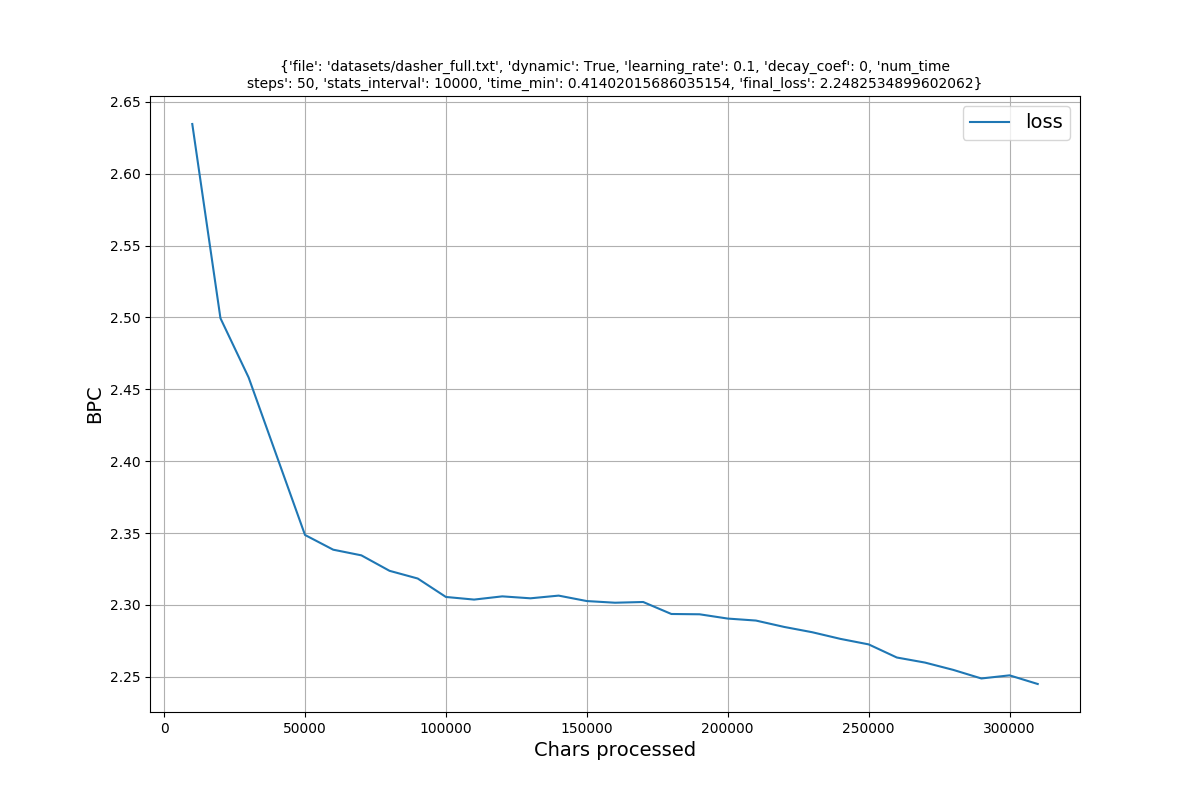 {'file': 'datasets/dasher_full.txt', 'dynamic': True, 'learning_rate': 0.1, 'decay_coef': 0, 'num_time
steps': 50, 'stats_interval': 10000, 'time_min': 0.41402015686035154, 'final_loss': 2.2482534899602062}
loss
2.65
2.60
2.55
2.50
2.45
2.40
2.35
2.30
2.25
BPC
0 50000 100000 150000 200000 250000 300000
Chars processed